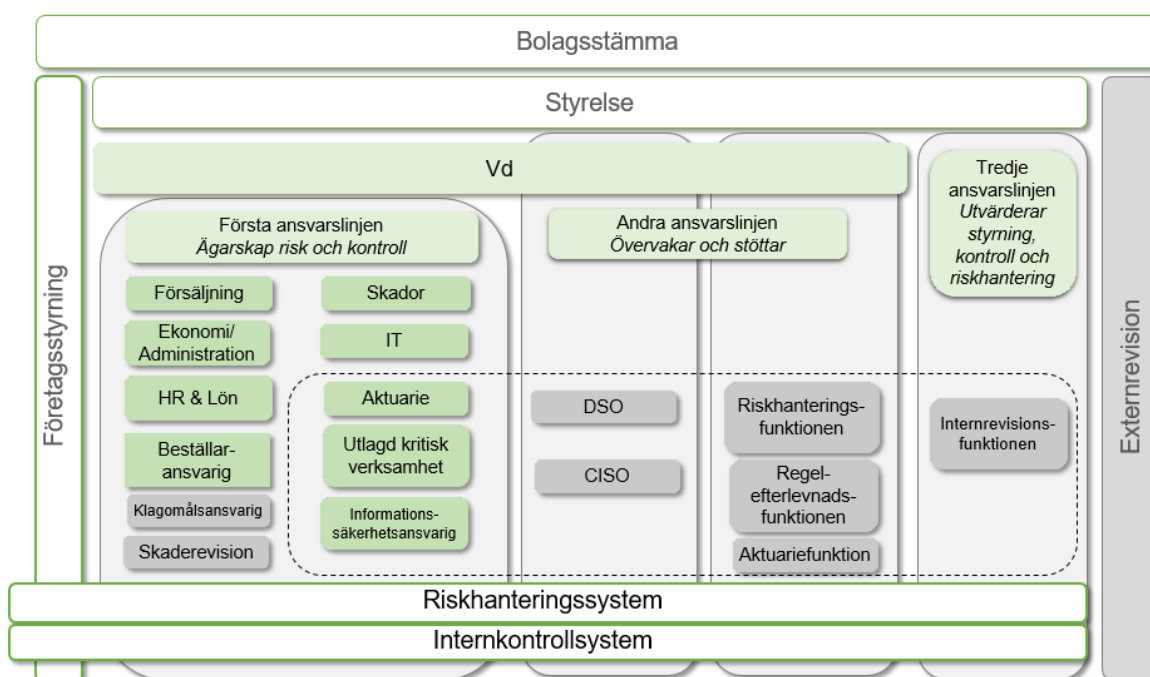 Bolagsstämma
Företagsstyrning
Styrelse
Vd
Första ansvarslinjen
Ägarskap risk och kontroll
Försäljning
Ekonomi/
Administration
HR & Lön
Beställar-
ansvarig
Klagomålsansvarig
Skaderevision
Skador
IT
Aktuarie
Utlagd kritisk
verksamhet
Informations-
säkerhetsansvarig
Andra ansvarslinjen
Övervakar och stöttar
DSO
CISO
Riskhanterings-
funktionen
Regel-
efterlevnads-
funktionen
Aktuariefunktion
Tredje
ansvarslinjen
Utvärderar
styrning,
kontroll och
riskhantering
Internrevisions-
funktionen
Externrevision
Riskhanteringssystem
Internkontrollsystem